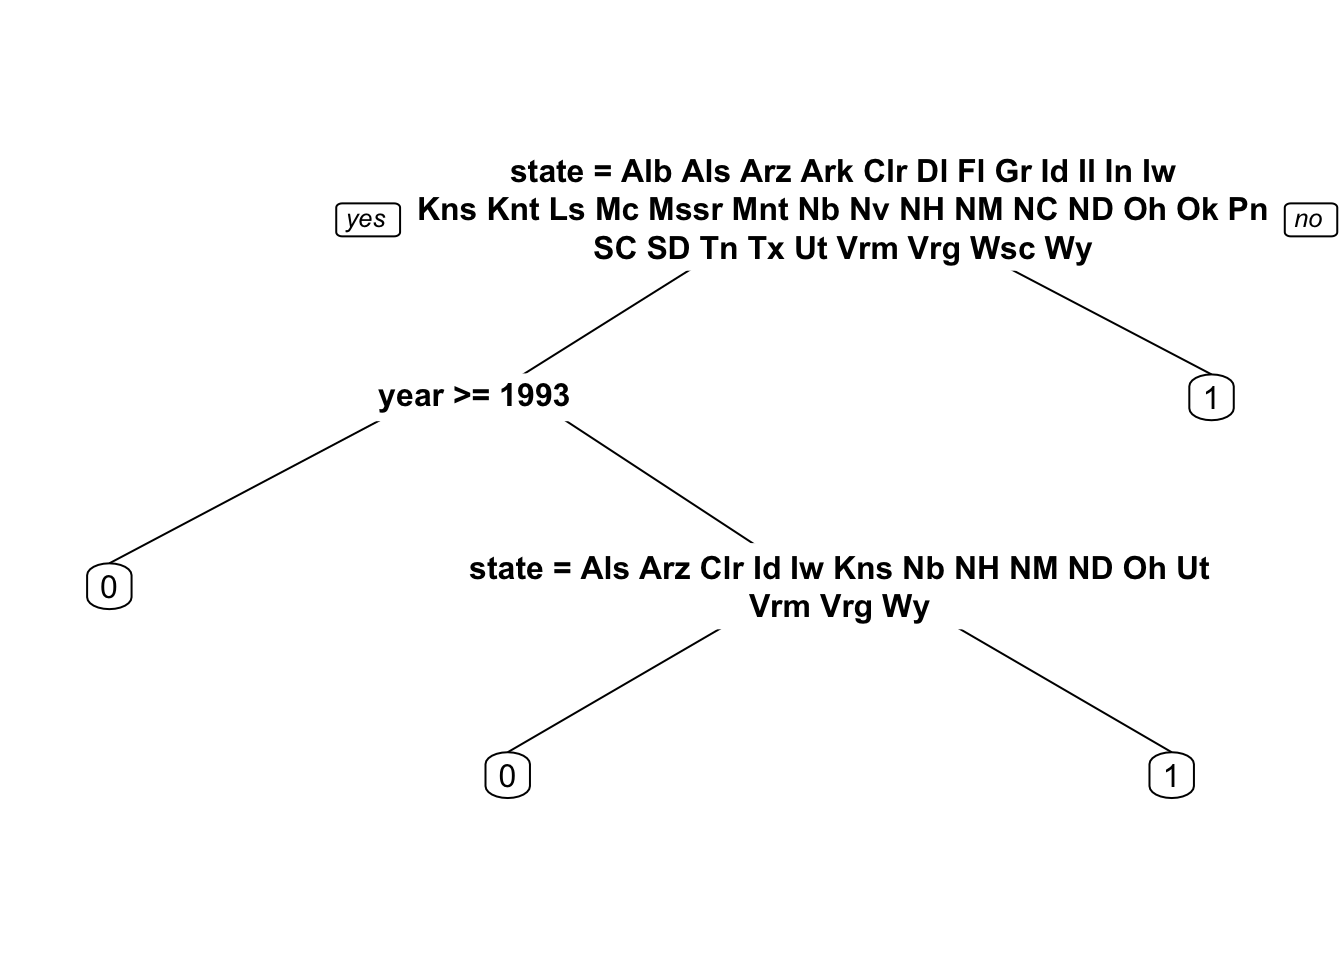 state = Alb Als Arz Ark Clr Dl Fl Gr Id Il In Iw
yes Kns Knt Ls Mc Mssr Mnt Nb Nv NH NM NC ND Oh Ok Pn no
SC SD Tn Tx Ut Vrm Vrg Wsc Wy
year >= 1993
1
0
state = Als Arz Clr Id Iw Kns Nb NH NM ND Oh Ut
Vrm Vrg Wy
0
1